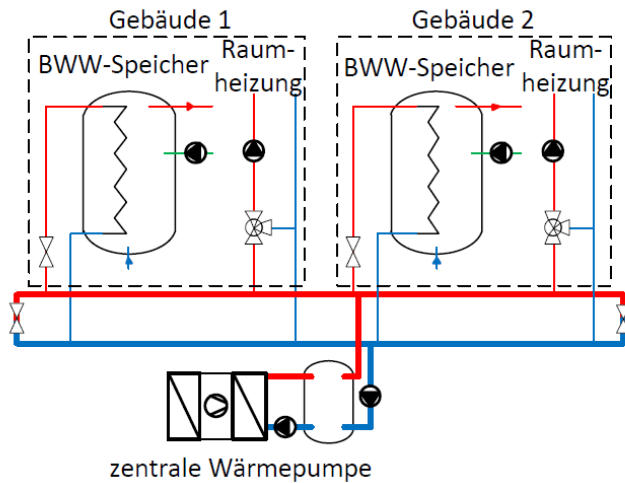 Gebäude 1
BWW-Speicher
Raum-
heizung
Gebäude 2
BWW-Speicher
Raum-
heizung
zentrale Wärmepumpe